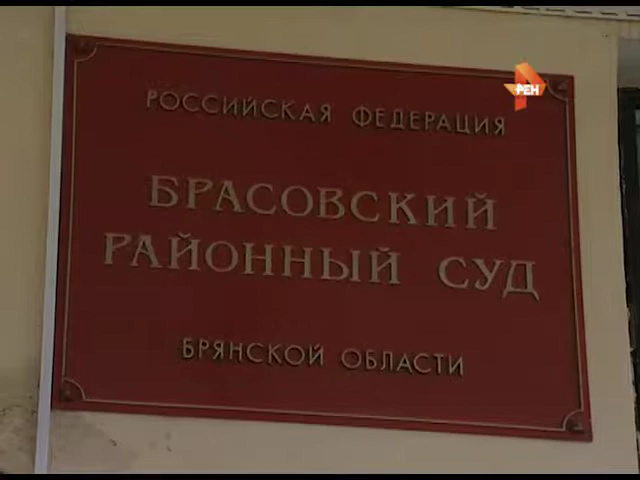 РОССИЙСКАЯ ФЕДЕРАЦИЯ
БРАСОВСКИЙ
РАЙОННЫЙ СУД
БРЯНСКОЙ ОБЛАСТИ
РЕН